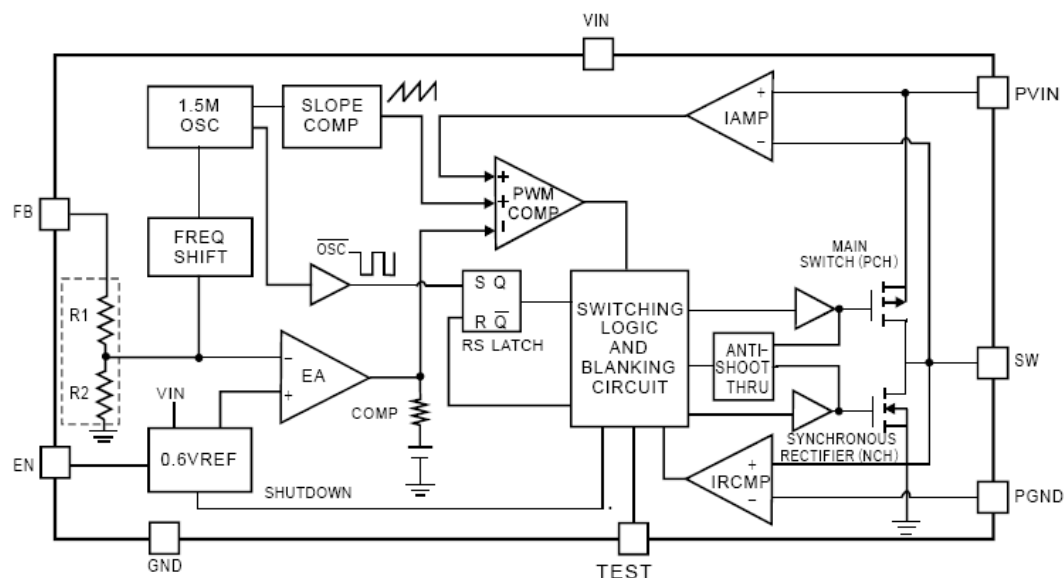 VIN
1.5M
OSC
SLOPE
COMP
+
IAMP
−
PVIN
FB
FREQ
SHIFT
+
+
−
PWM
COMP
OSC
MAIN
SWITCH (PCH)
R1
R2
S Q
R Q
RS LATCH
SWITCHING
LOGIC
AND
BLANKING
CIRCUIT
ANTI-
SHOOT
THRU
SW
−
EA
+
VIN
COMP
EN
0.6VREF
SHUTDOWN
SYNCHRONOUS
RECTIFIER (NCH)
+
IRCMP
−
PGND
GND
TEST